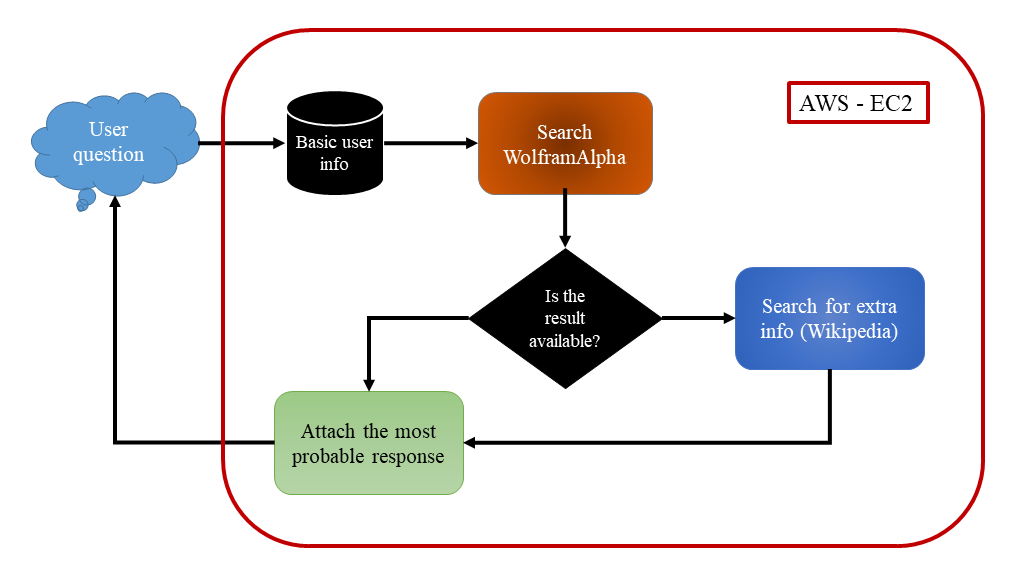 AWS - EC2
User
question
Basic user
info
Search
WolframAlpha
Is the
result
available?
Search for extra
info (Wikipedia)
Attach the most
probable response